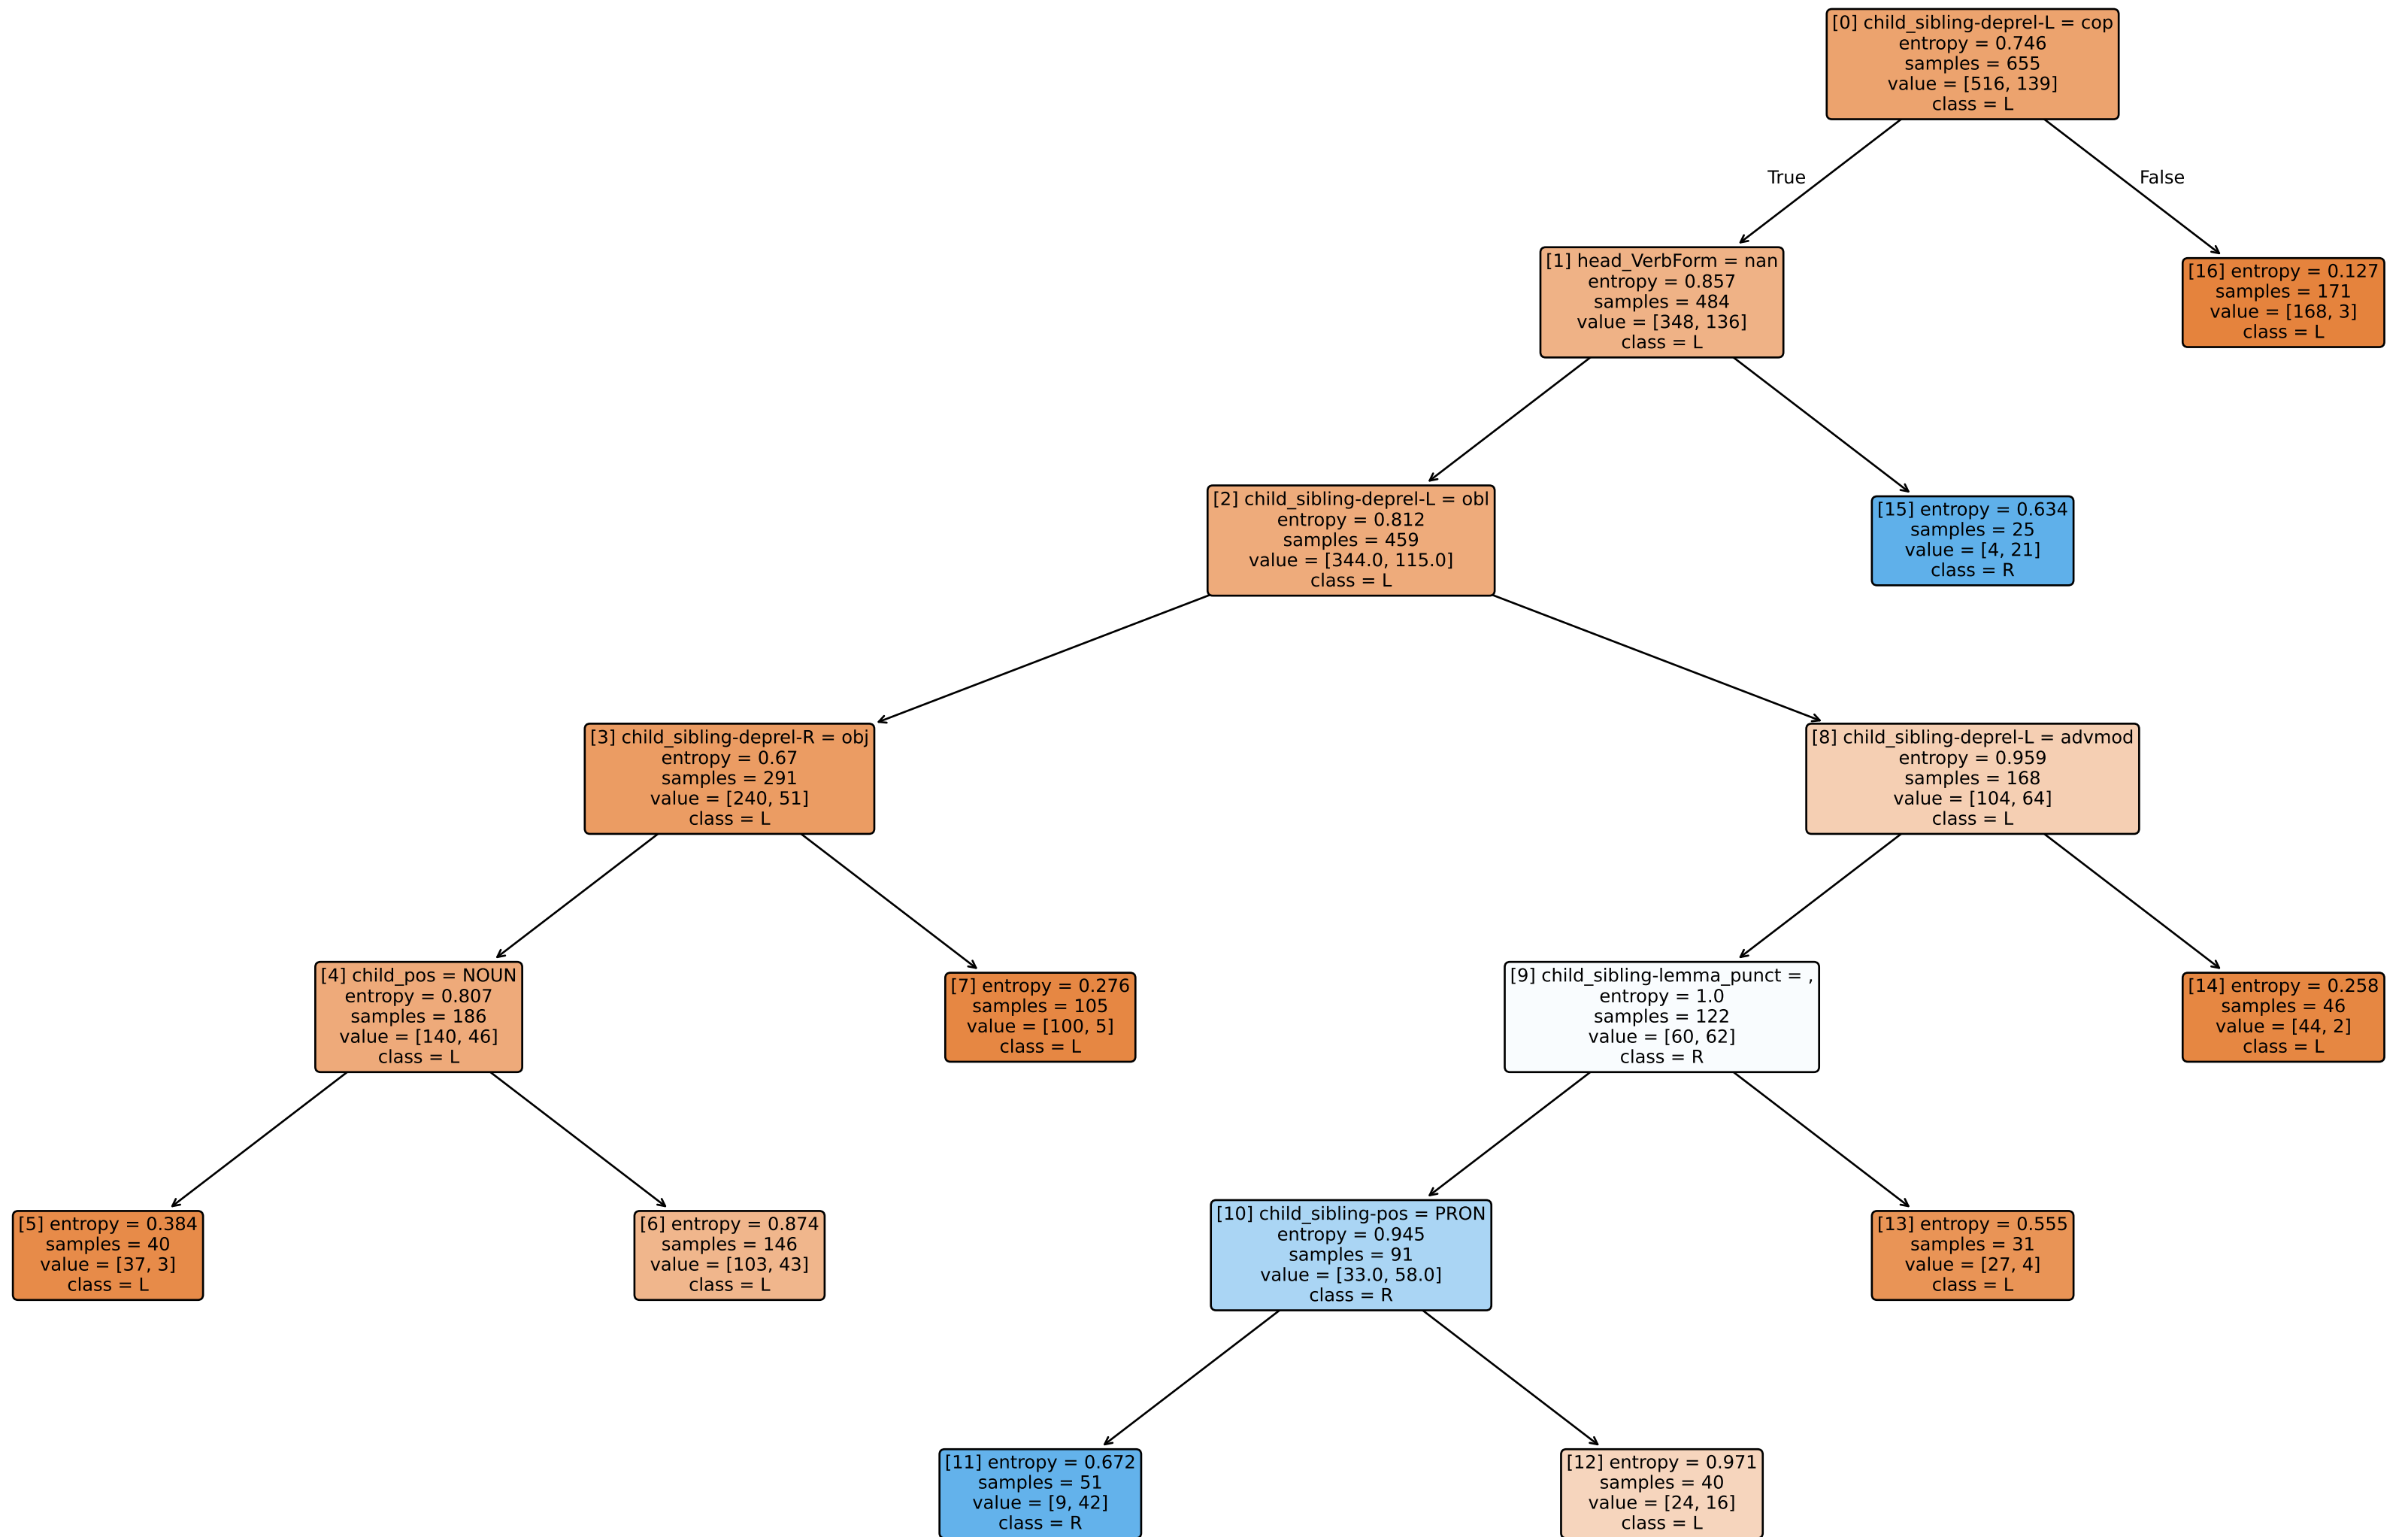 [0] child_sibling-deprel-L = cop
entropy = 0.746
samples = 655
value = [516, 139]
class = L
True
False
[1] head_VerbForm = nan
entropy = 0.857
samples = 484
value = [348, 136]
class = L
[16] entropy = 0.127
samples = 171
value = [168, 3]
class = L
[2] child_sibling-deprel-L = obl
entropy = 0.812
samples = 459
value = [344.0, 115.0]
class = L
[15] entropy = 0.634
samples = 25
value = [4, 21]
class = R
[3] child_sibling-deprel-R = obj
entropy = 0.67
samples = 291
value = [240, 51]
class = L
[8] child_sibling-deprel-L = advmod
entropy = 0.959
samples = 168
value = [104, 64]
class = L
[4] child_pos = NOUN
entropy = 0.807
samples = 186
value = [140, 46]
class = L
[7] entropy = 0.276
samples = 105
value = [100, 5]
class = L
[9] child_sibling-lemma_punct = ,
entropy = 1.0
samples = 122
value = [60, 62]
class = R
[14] entropy = 0.258
samples = 46
value = [44, 2]
class = L
[5] entropy = 0.384
samples = 40
value = [37, 3]
class = L
[6] entropy = 0.874
samples = 146
value = [103, 43]
class = L
[10] child_sibling-pos = PRON
entropy = 0.945
samples = 91
value = [33.0, 58.0]
class = R
[13] entropy = 0.555
samples = 31
value = [27, 4]
class = L
[11] entropy = 0.672
samples = 51
value = [9, 42]
class = R
[12] entropy = 0.971
samples = 40
value = [24, 16]
class = L